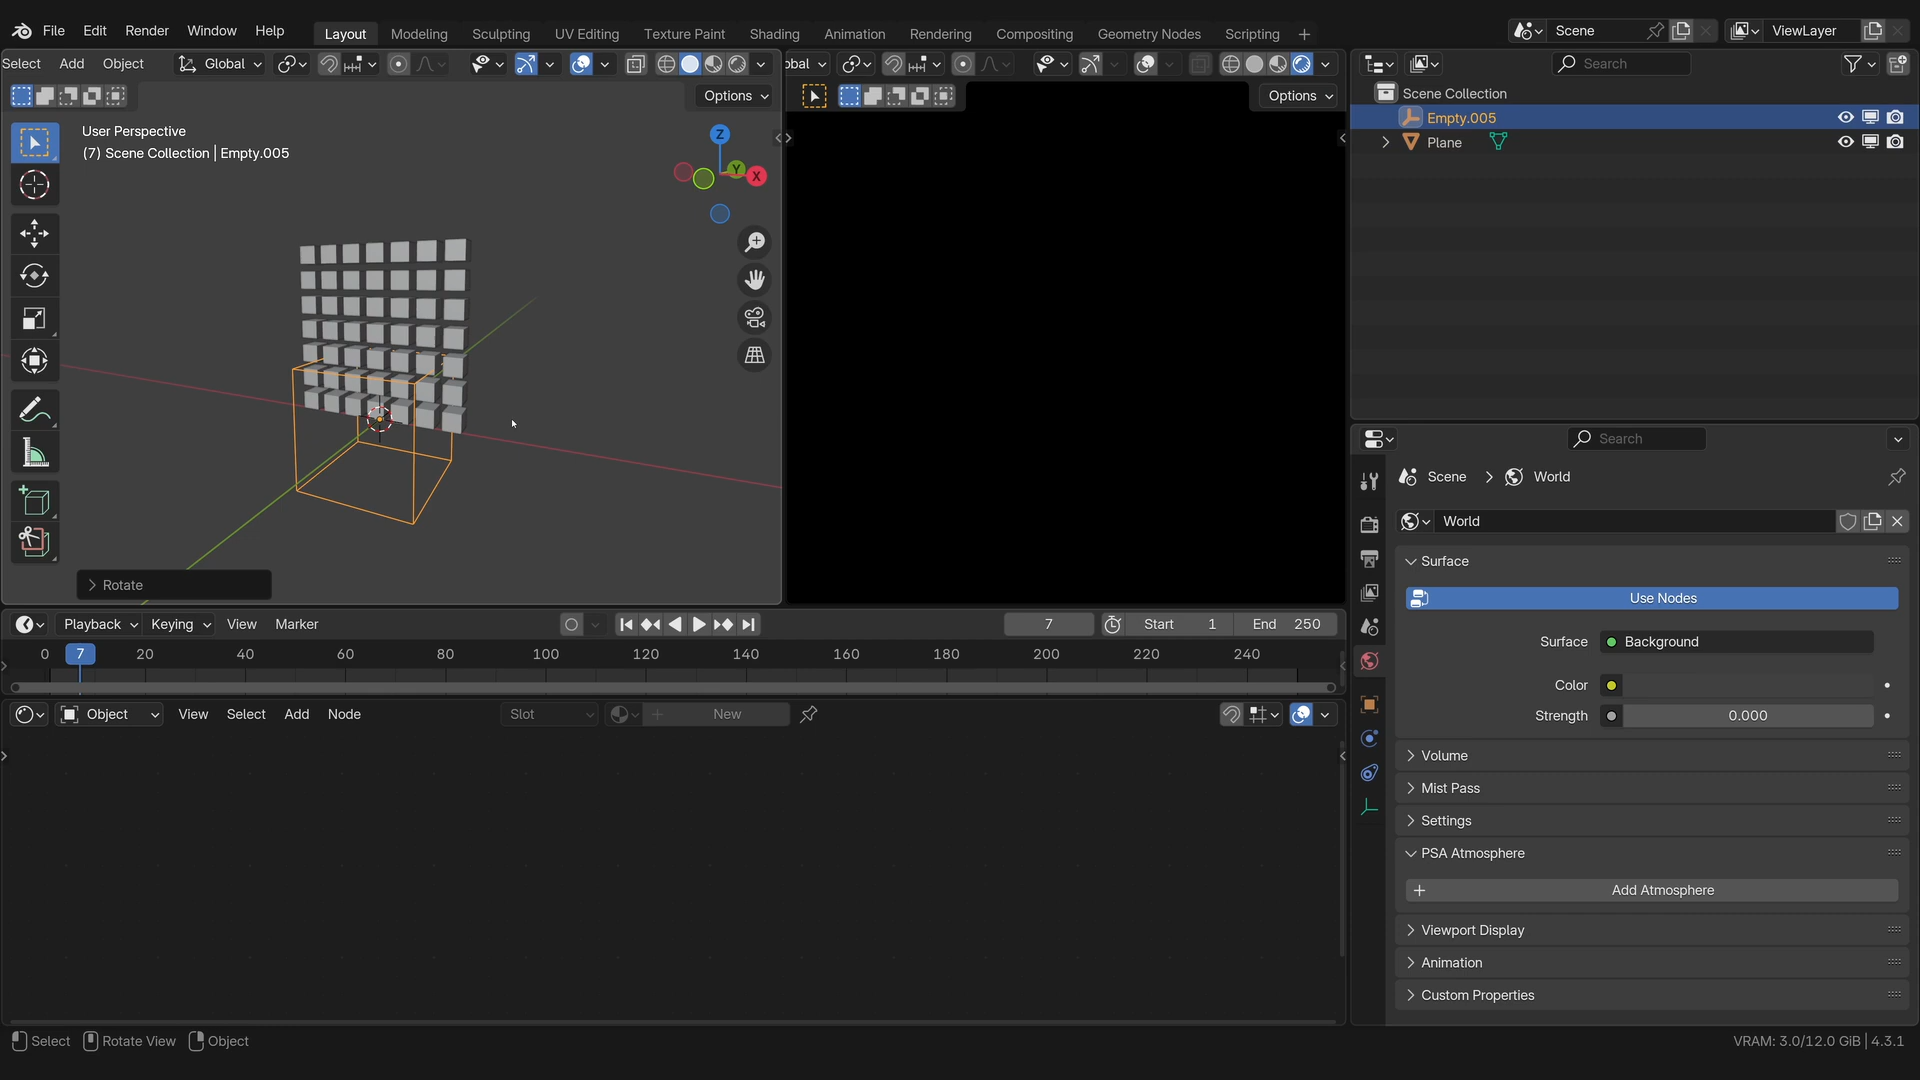 File Edit Render Window Help Layout Modeling Sculpting UV Editing Texture Paint Shading Animation Rendering Compositing Geometry Nodes Scripting Scene ViewLayer
Select Add Object Global obal Search
Options Options
Scene Collection
Empty.005
Plane
User Perspective
(7) Scene Collection | Empty.005
Z
Y
X
Rotate
Search
Scene World
World
Surface
Use Nodes
Surface Background
Color
Strength 0.000
Volume
Mist Pass
Settings
PSA Atmosphere
Add Atmosphere
Viewport Display
Animation
Custom Properties
Playback Keying View Marker 7 Start 1 End 250
0 7 20 40 60 80 100 120 140 160 180 200 220 240
Object View Select Add Node Slot New
Select Rotate View Object VRAM: 3.0/12.0 GiB | 4.3.1